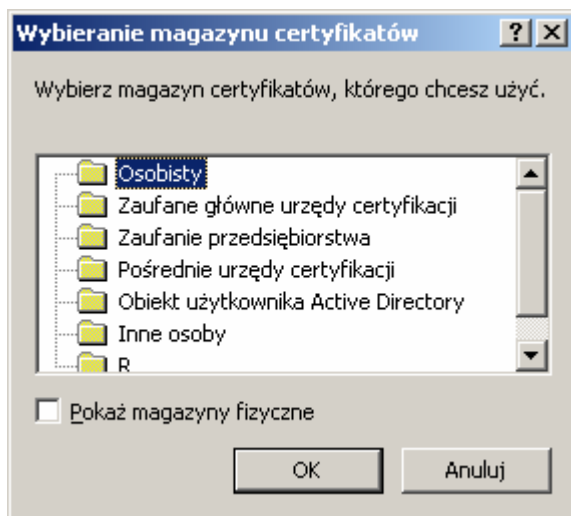 Wybieranie magazynu certyfikatów
Wybierz magazyn certyfikatów, którego chcesz użyć.
Osobisty
Zaufane główne urzędy certyfikacji
Zaufanie przedsiębiorstwa
Pośrednie urzędy certyfikacji
Obiekt użytkownika Active Directory
Inne osoby
R
Pokaż magazyny fizyczne
OK Anuluj